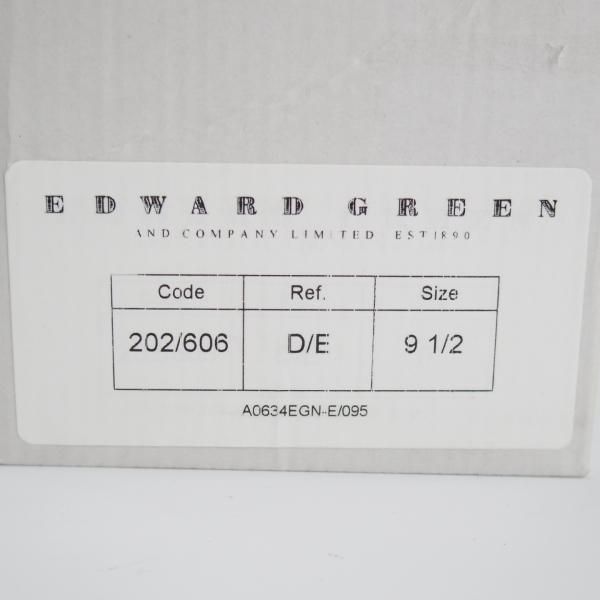 EDWARD GREEN
AND COMPANY LIMITED EST 1890
Code Ref. Size
202/606 D/E 9 1/2
A0634EGN-E/095